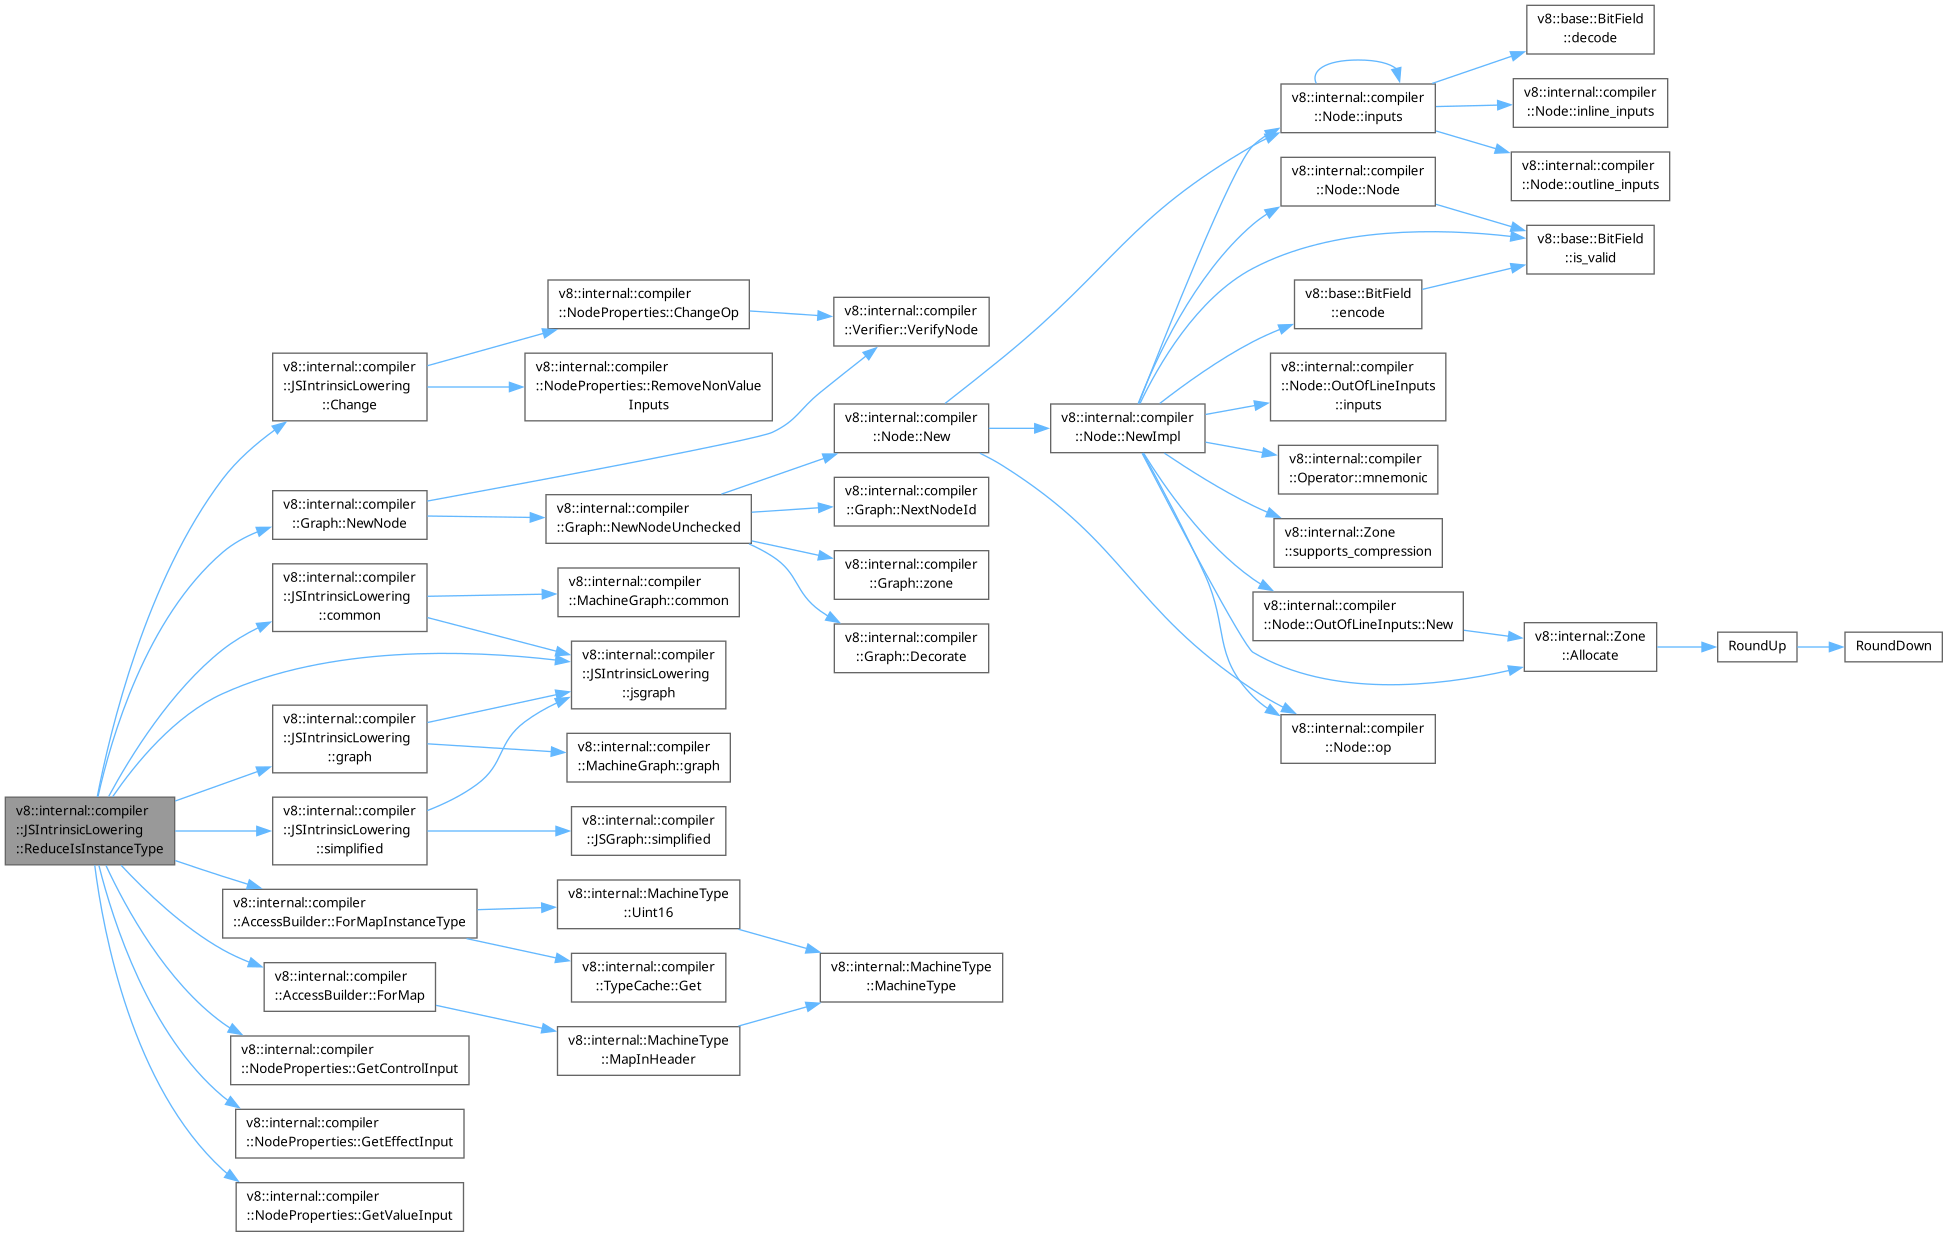 v8::internal::compiler
::JSIntrinsicLowering
::ReduceIsInstanceType
v8::internal::compiler
::JSIntrinsicLowering
::Change
v8::internal::compiler
::NodeProperties::ChangeOp
v8::internal::compiler
::Verifier::VerifyNode
v8::internal::compiler
::NodeProperties::RemoveNonValue
Inputs
v8::internal::compiler
::Graph::NewNode
v8::internal::compiler
::Graph::NewNodeUnchecked
v8::internal::compiler
::Node::New
v8::internal::compiler
::Graph::NextNodeId
v8::internal::compiler
::Graph::zone
v8::internal::compiler
::Graph::Decorate
v8::internal::compiler
::Node::NewImpl
v8::internal::compiler
::Node::inputs
v8::base::BitField
::decode
v8::internal::compiler
::Node::inline_inputs
v8::internal::compiler
::Node::outline_inputs
v8::internal::compiler
::Node::Node
v8::base::BitField
::is_valid
v8::base::BitField
::encode
v8::internal::compiler
::Node::OutOfLineInputs
::inputs
v8::internal::compiler
::Operator::mnemonic
v8::internal::Zone
::supports_compression
v8::internal::compiler
::Node::OutOfLineInputs::New
v8::internal::Zone
::Allocate
RoundUp
RoundDown
v8::internal::compiler
::Node::op
v8::internal::compiler
::JSIntrinsicLowering
::common
v8::internal::compiler
::MachineGraph::common
v8::internal::compiler
::JSIntrinsicLowering
::jsgraph
v8::internal::compiler
::JSIntrinsicLowering
::graph
v8::internal::compiler
::MachineGraph::graph
v8::internal::compiler
::JSIntrinsicLowering
::simplified
v8::internal::compiler
::JSGraph::simplified
v8::internal::compiler
::AccessBuilder::ForMapInstanceType
v8::internal::MachineType
::Uint16
v8::internal::compiler
::TypeCache::Get
v8::internal::MachineType
::MachineType
v8::internal::compiler
::AccessBuilder::ForMap
v8::internal::MachineType
::MapInHeader
v8::internal::compiler
::NodeProperties::GetControlInput
v8::internal::compiler
::NodeProperties::GetEffectInput
v8::internal::compiler
::NodeProperties::GetValueInput